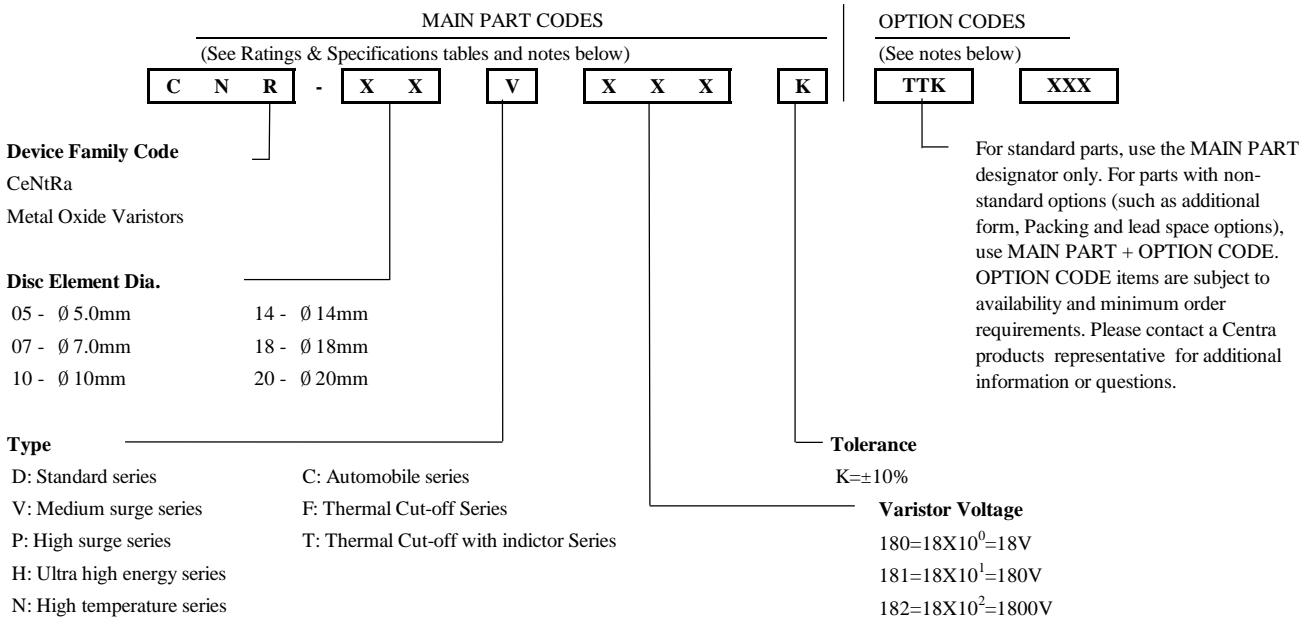 MAIN PART CODES
OPTION CODES
(See Ratings & Specifications tables and notes below)
(See notes below)
C N R - X X V X X X K TTK XXX
Device Family Code
CeNtRa
Metal Oxide Varistors
For standard parts, use the MAIN PART
designator only. For parts with non-
standard options (such as additional
form, Packing and lead space options),
use MAIN PART + OPTION CODE.
OPTION CODE items are subject to
availability and minimum order
requirements. Please contact a Centra
products representative for additional
information or questions.
Disc Element Dia.
05 - Ø 5.0mm 14 - Ø 14mm
07 - Ø 7.0mm 18 - Ø 18mm
10 - Ø 10mm 20 - Ø 20mm
Type
D: Standard series C: Automobile series
V: Medium surge series F: Thermal Cut-off Series
P: High surge series T: Thermal Cut-off with indictor Series
H: Ultra high energy series
N: High temperature series
Tolerance
K=±10%
Varistor Voltage
180=18X10⁰=18V
181=18X10¹=180V
182=18X10²=1800V